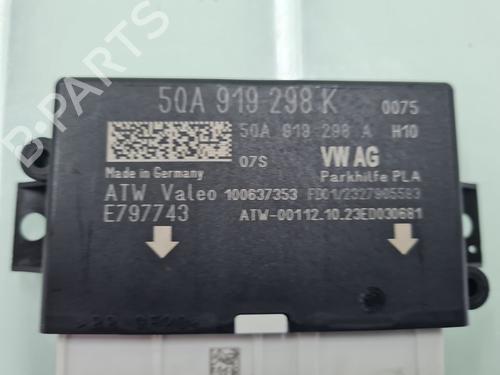 5QA 919 298 K 0075
5QA 919 298 A H10
07S VW AG
Made in Germany Parkhilfe PLA
ATW Valeo 100637353 FD01/2327905583
E797743 ATW-00112.10.23ED030681
B-PARTS